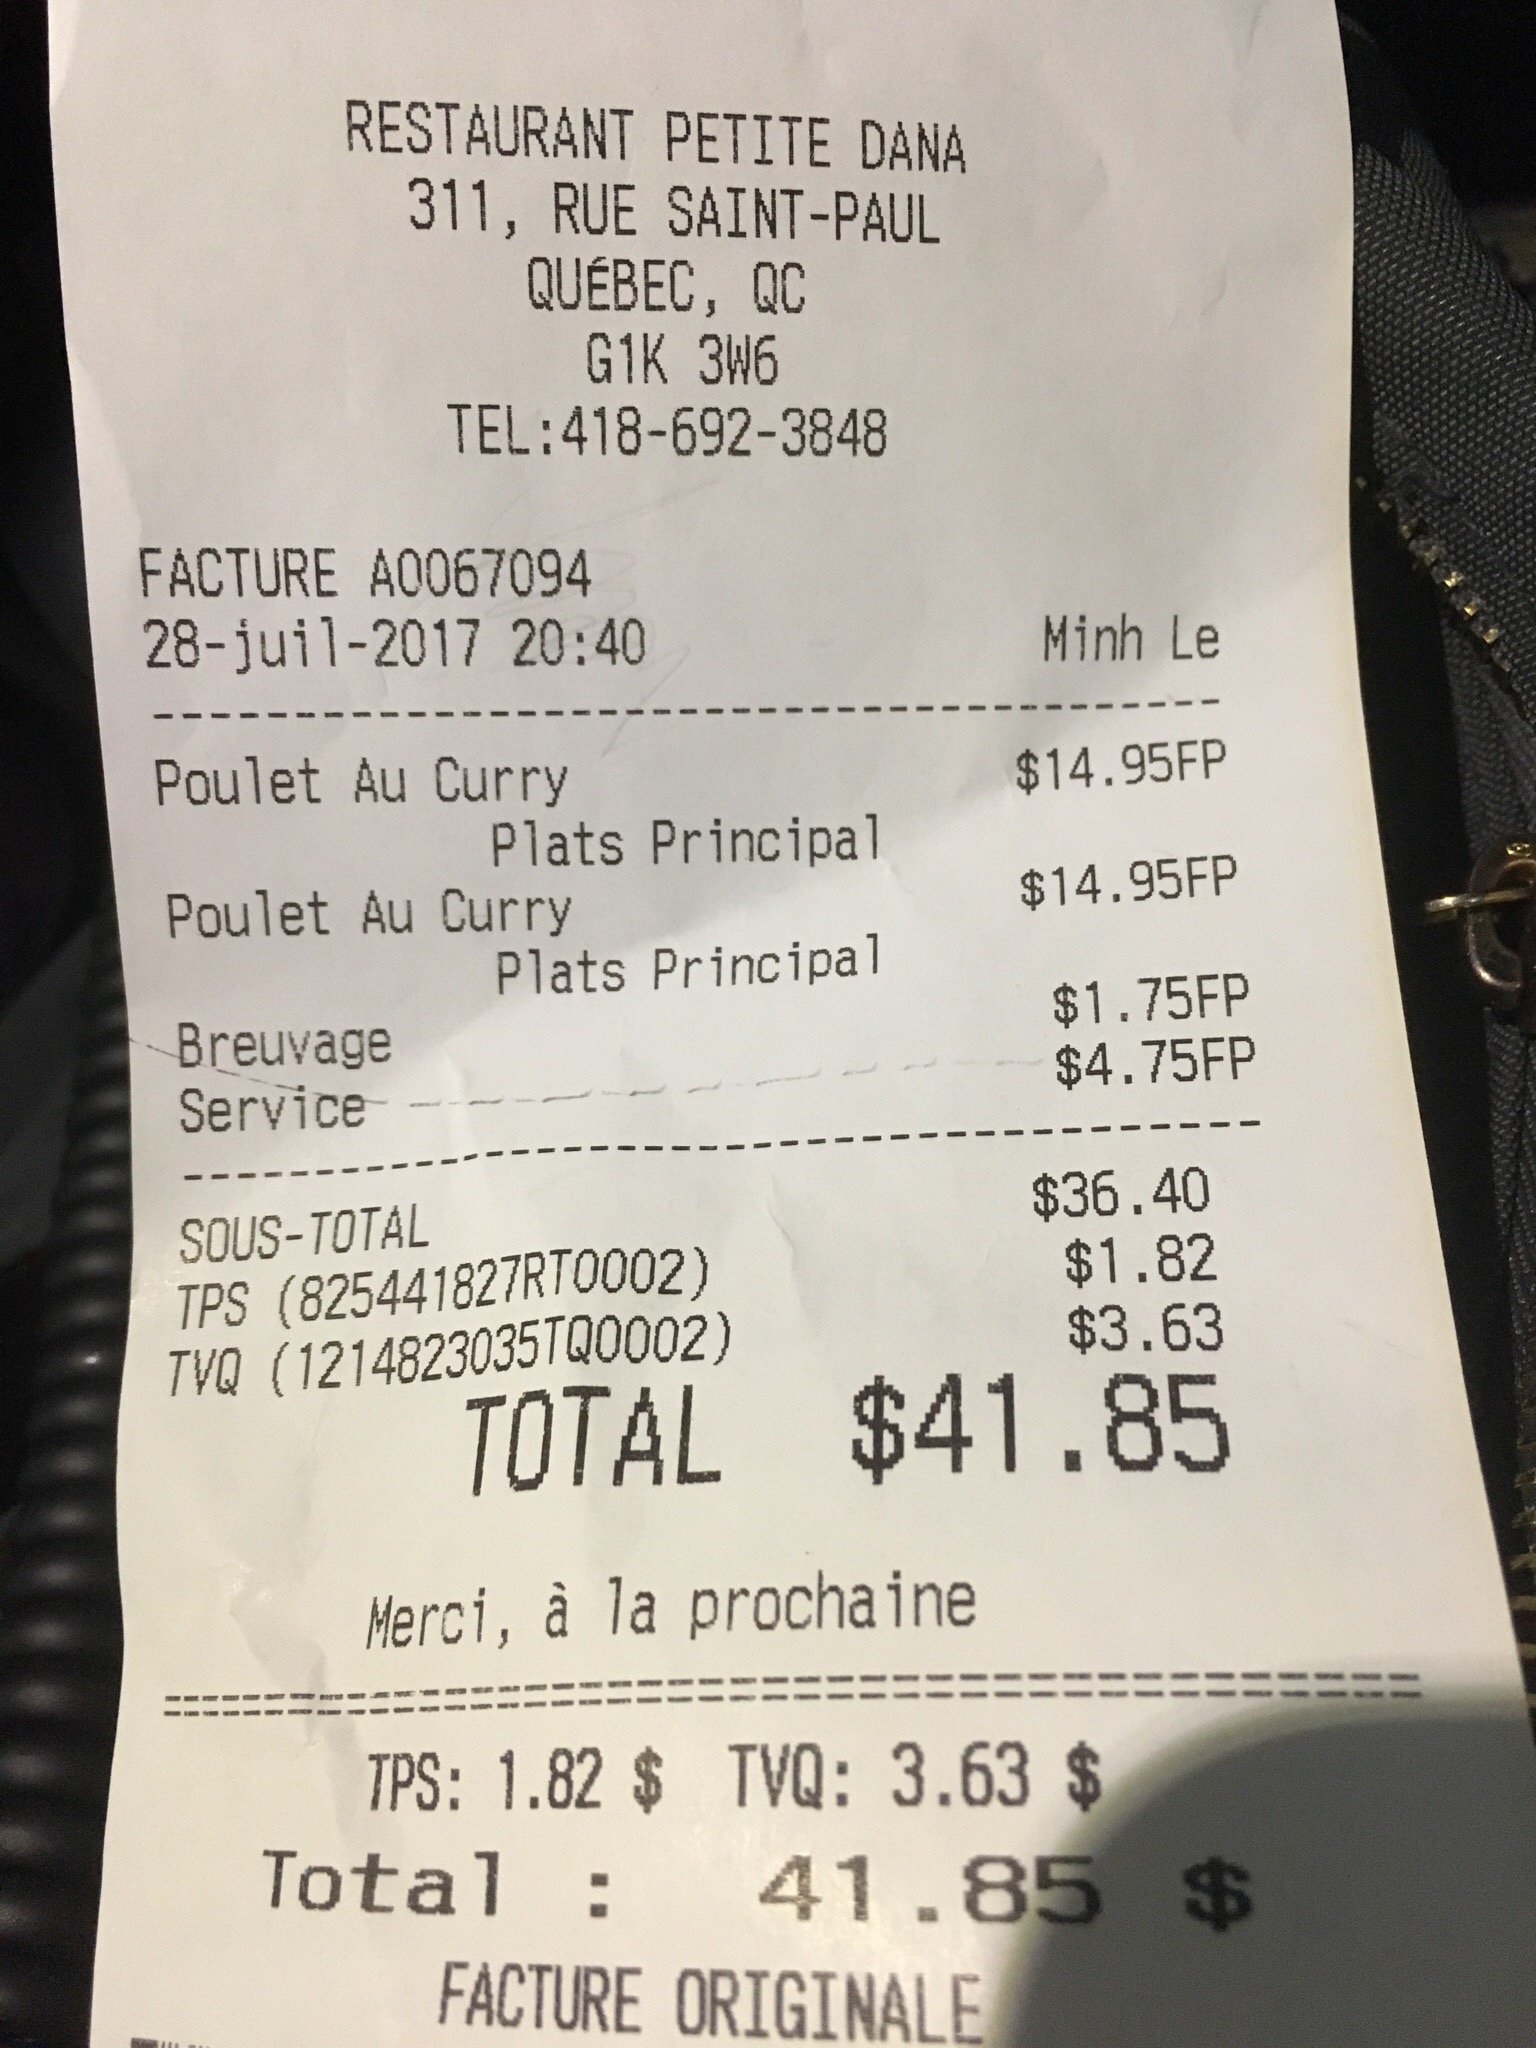 RESTAURANT PETITE DANA
311, RUE SAINT-PAUL
QUÉBEC, QC
G1K 3W6
TEL:418-692-3848
FACTURE A0067094
28-juil-2017 20:40 Minh Le
Poulet Au Curry $14.95FP
Plats Principal
Poulet Au Curry $14.95FP
Plats Principal
Breuvage $1.75FP
Service $4.75FP
SOUS-TOTAL $36.40
TPS (825441827RT0002) $1.82
TVQ (1214823035TQ0002) $3.63
TOTAL $41.85
Merci, à la prochaine
TPS: 1.82 $ TVQ: 3.63 $
Total : 41.85 $
FACTURE ORIGINALE